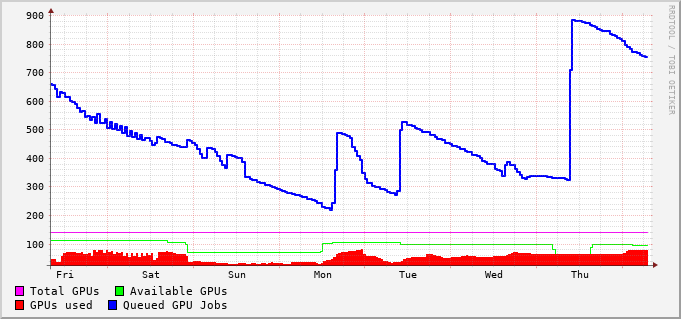 900
800
700
600
500
400
300
200
100
Fri Sat Sun Mon Tue Wed Thu
Total GPUs Available GPUs
GPUs used Queued GPU Jobs
RRDTOOL / TOBI OETIKER